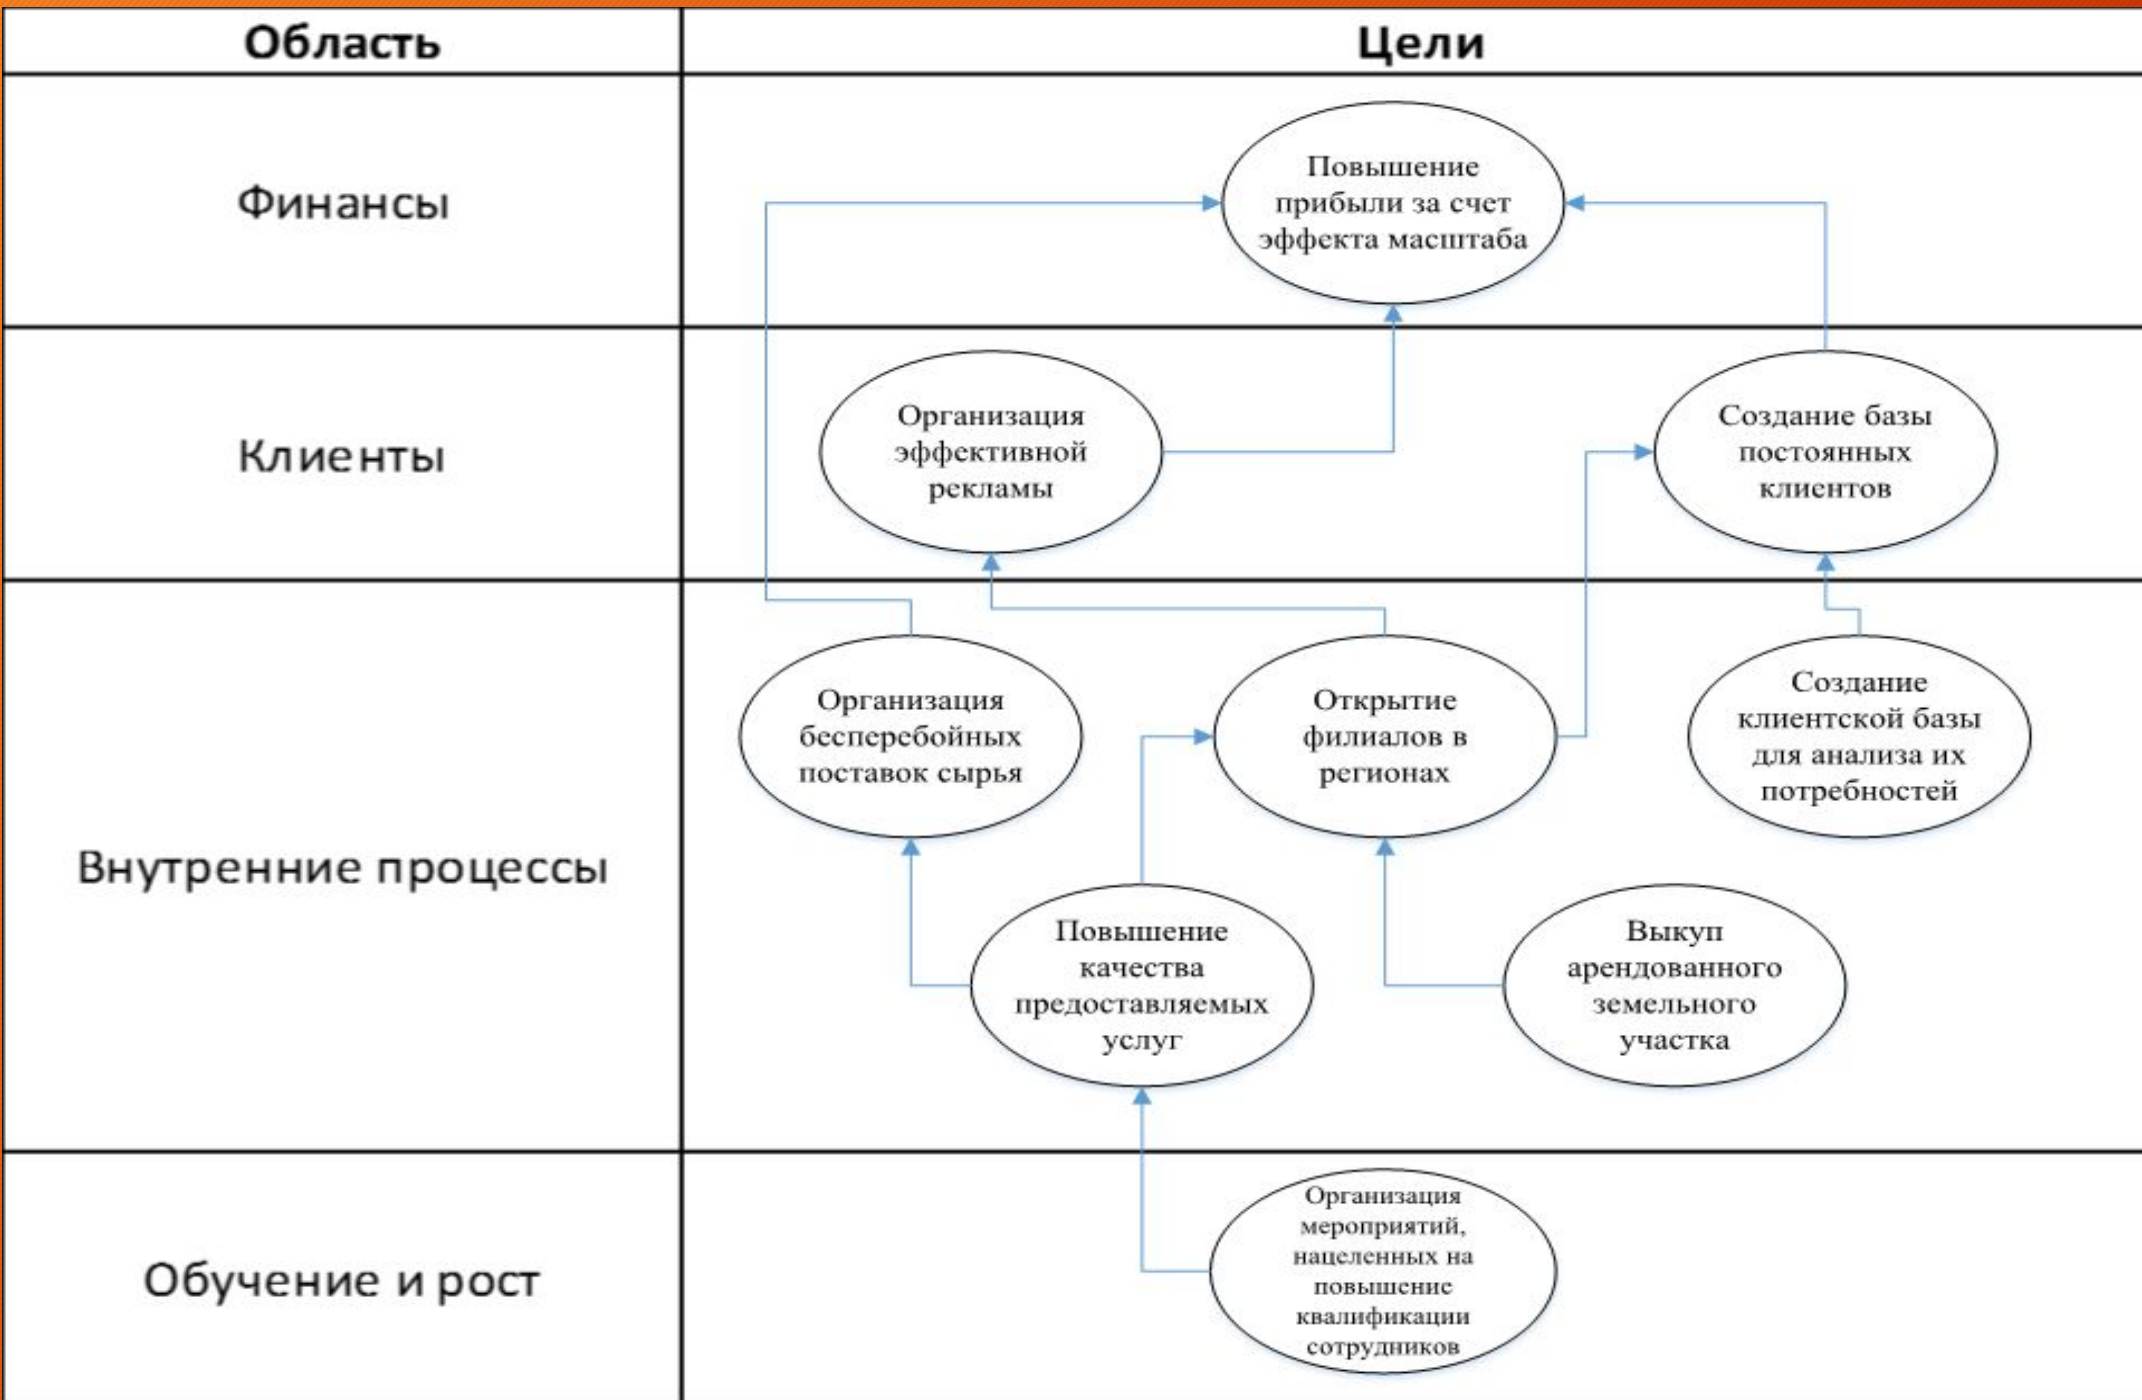 Область
Цели
Финансы
Повышение
прибыли за счет
эффекта масштаба
Клиенты
Организация
эффективной
рекламы
Создание базы
постоянных
клиентов
Внутренние процессы
Организация
бесперебойных
поставок сырья
Открытие
филиалов в
регионах
Создание
клиентской базы
для анализа их
потребностей
Повышение
качества
предоставляемых
услуг
Выкуп
арендованного
земельного
участка
Обучение и рост
Организация
мероприятий,
нацеленных на
повышение
квалификации
сотрудников